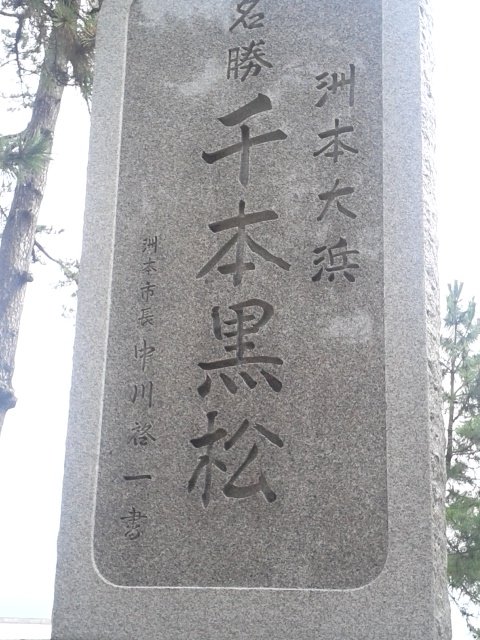 洲本大浜
名勝 千本黒松
洲本市長 中川啓一書